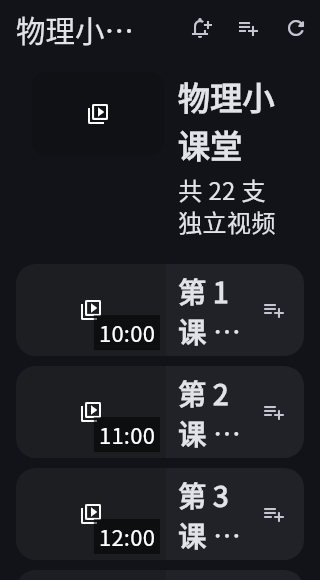 物理小…
物理小
课堂
共 22 支
独立视频
第 1
课 …
10:00
第 2
课 …
11:00
第 3
课 …
12:00